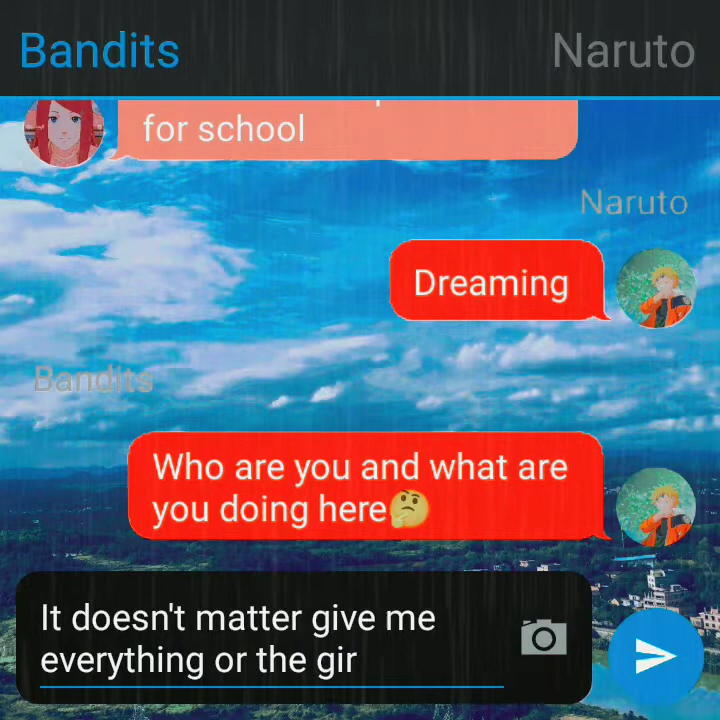 Bandits
Naruto
for school
Naruto
Dreaming
Bandits
Who are you and what are
you doing here🤔
It doesn't matter give me
everything or the gir